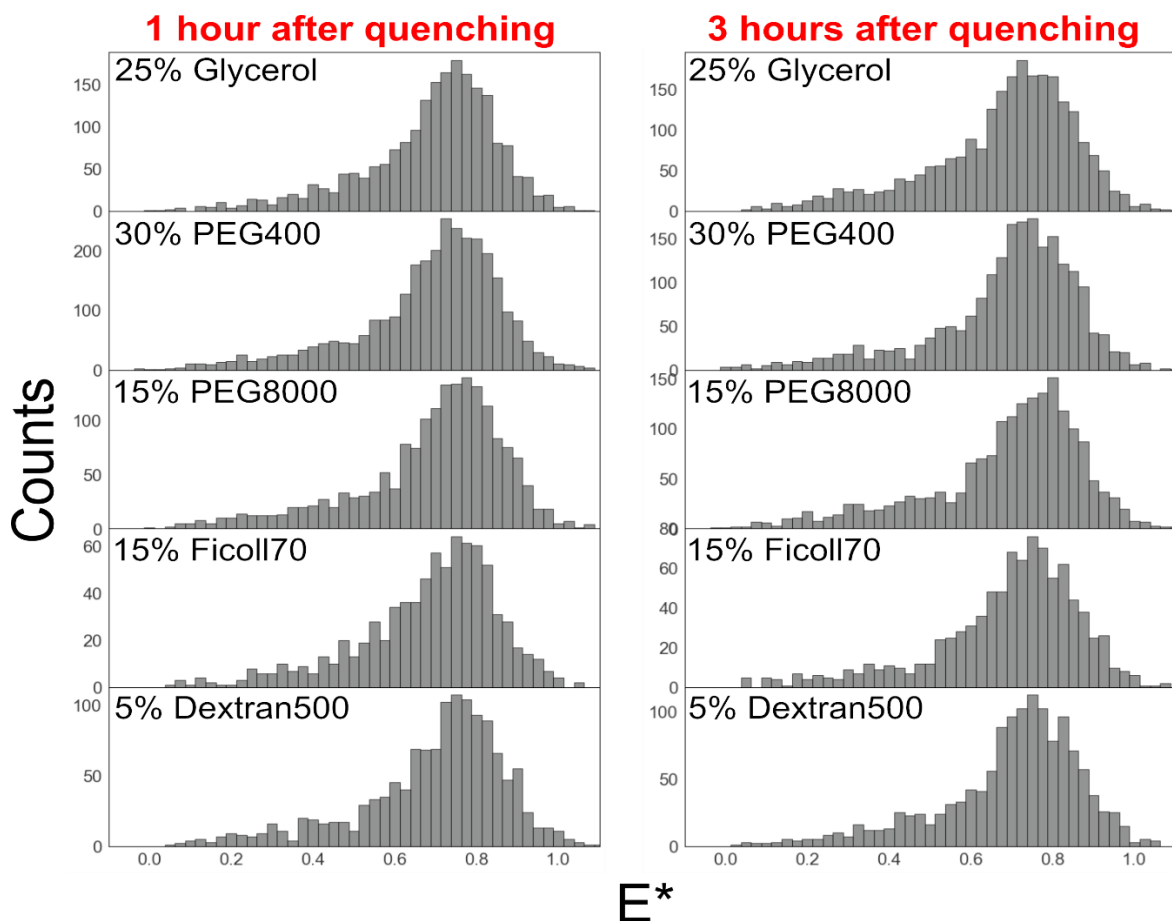 1 hour after quenching
3 hours after quenching
Counts
25% Glycerol
150
100
50
0
25% Glycerol
150
100
50
0
30% PEG400
200
100
0
30% PEG400
150
100
50
0
15% PEG8000
100
50
0
15% PEG8000
150
100
50
0
15% Ficoll70
60
40
20
0
15% Ficoll70
80
60
40
20
0
5% Dextran500
100
50
0
5% Dextran500
100
50
0
0.0 0.2 0.4 0.6 0.8 1.0
0.0 0.2 0.4 0.6 0.8 1.0
E*